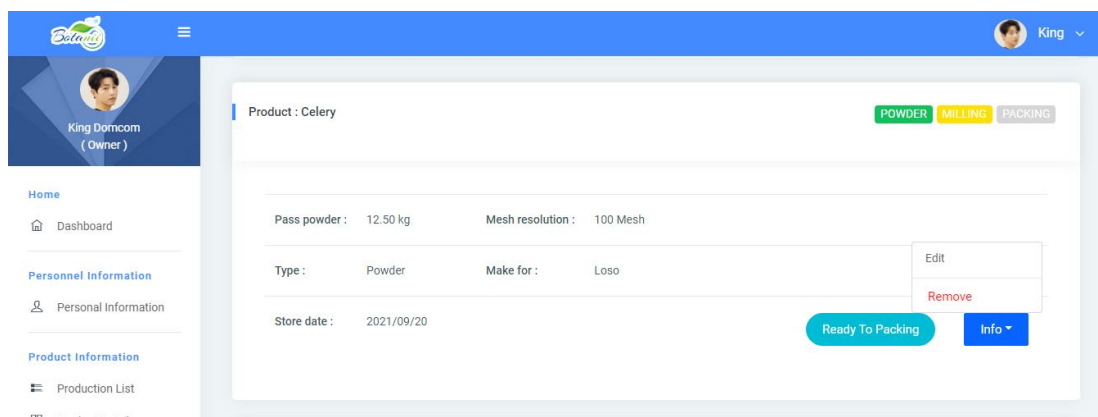 Botanic
King
King Domcom
( Owner )
Home
Dashboard
Personnel Information
Personal Information
Product Information
Production List
Product : Celery
POWDER MILLING PACKING
Pass powder : 12.50 kg Mesh resolution : 100 Mesh
Type : Powder Make for : Loso
Store date : 2021/09/20
Edit
Remove
Ready To Packing Info